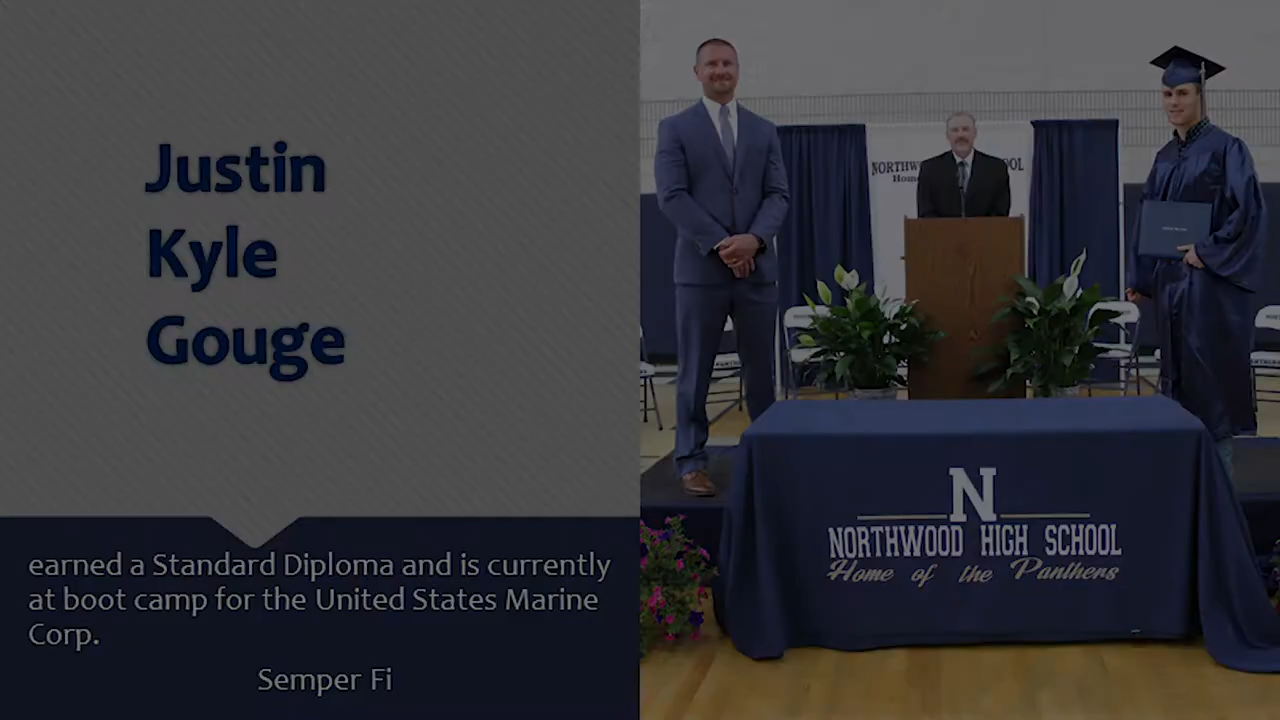 Justin
Kyle
Gouge
earned a Standard Diploma and is currently
at boot camp for the United States Marine
Corp.
Semper Fi
N
NORTHWOOD HIGH SCHOOL
Home of the Panthers